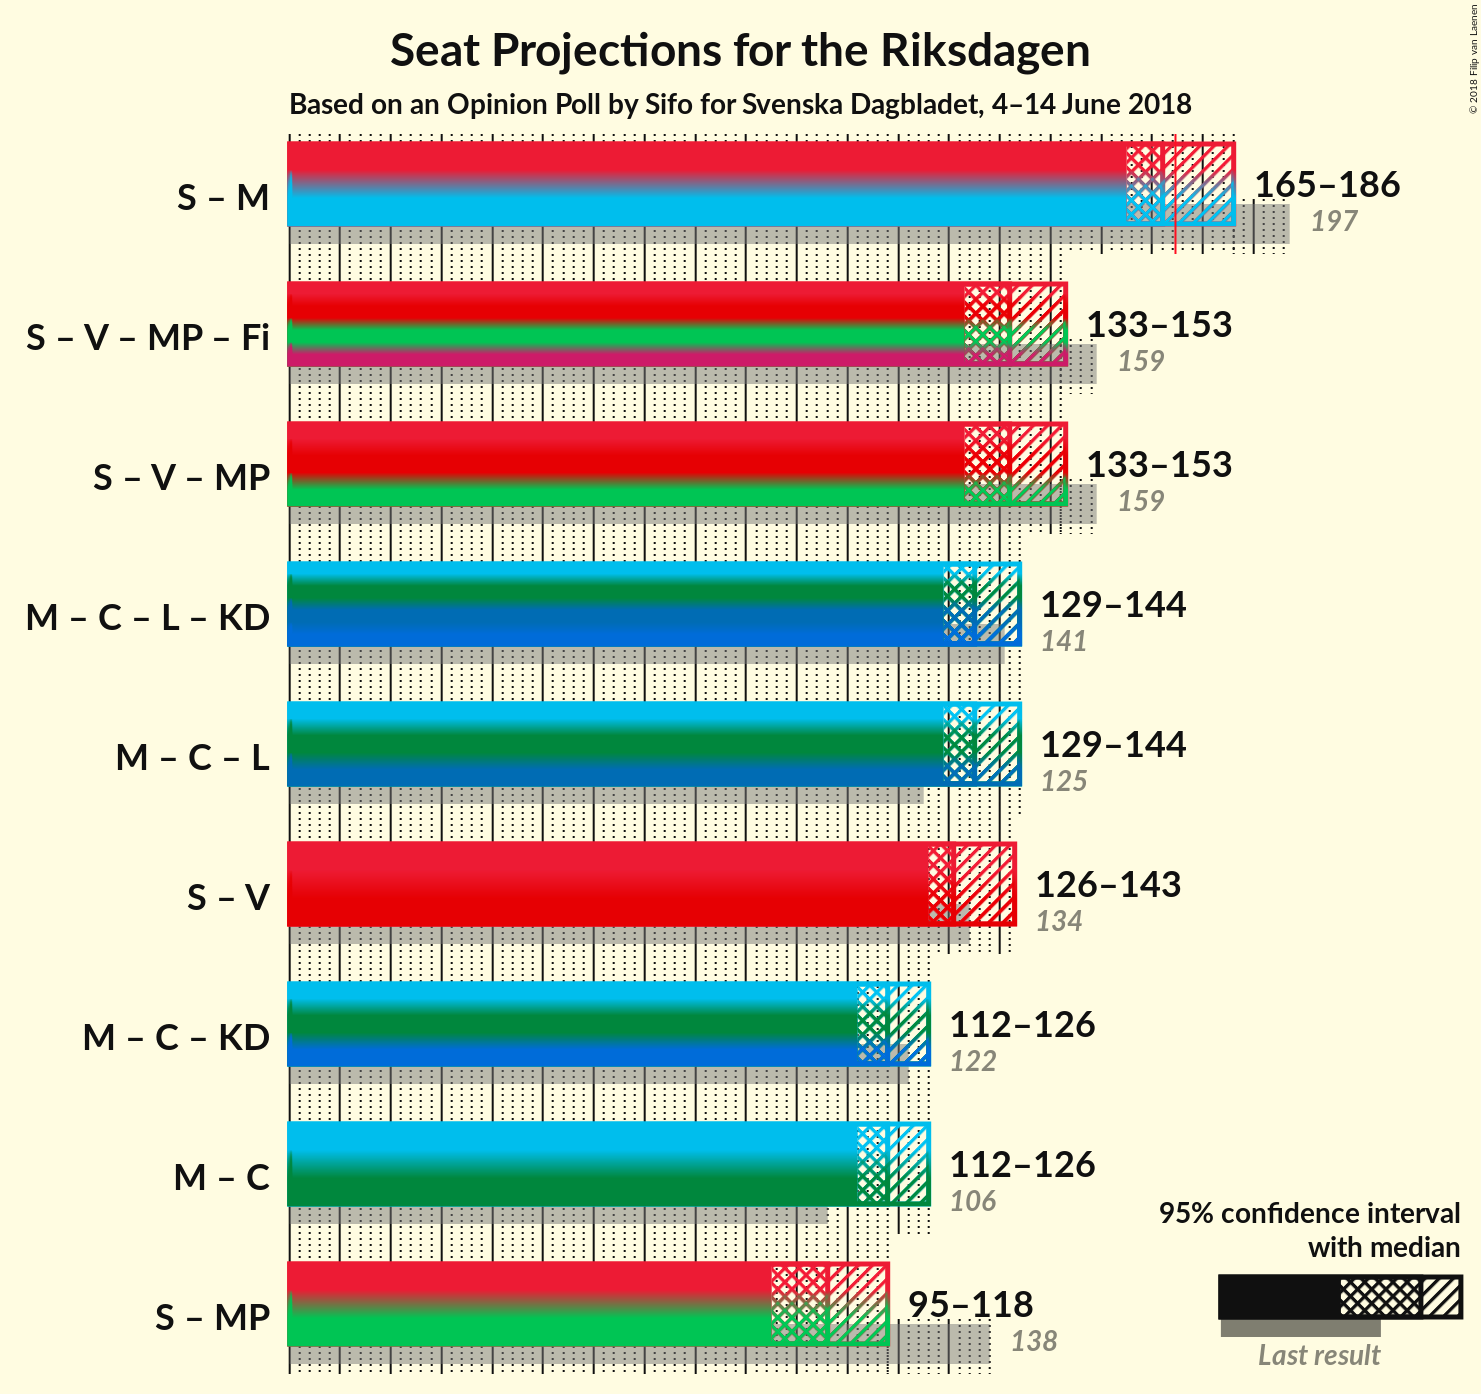 Seat Projections for the Riksdagen
Based on an Opinion Poll by Sifo for Svenska Dagbladet, 4–14 June 2018
© 2018 Filip van Laenen
S – M
165–186
197
S – V – MP – Fi
133–153
159
S – V – MP
133–153
159
M – C – L – KD
129–144
141
M – C – L
129–144
125
S – V
126–143
134
M – C – KD
112–126
122
M – C
112–126
106
S – MP
95–118
138
95% confidence interval
with median
Last result